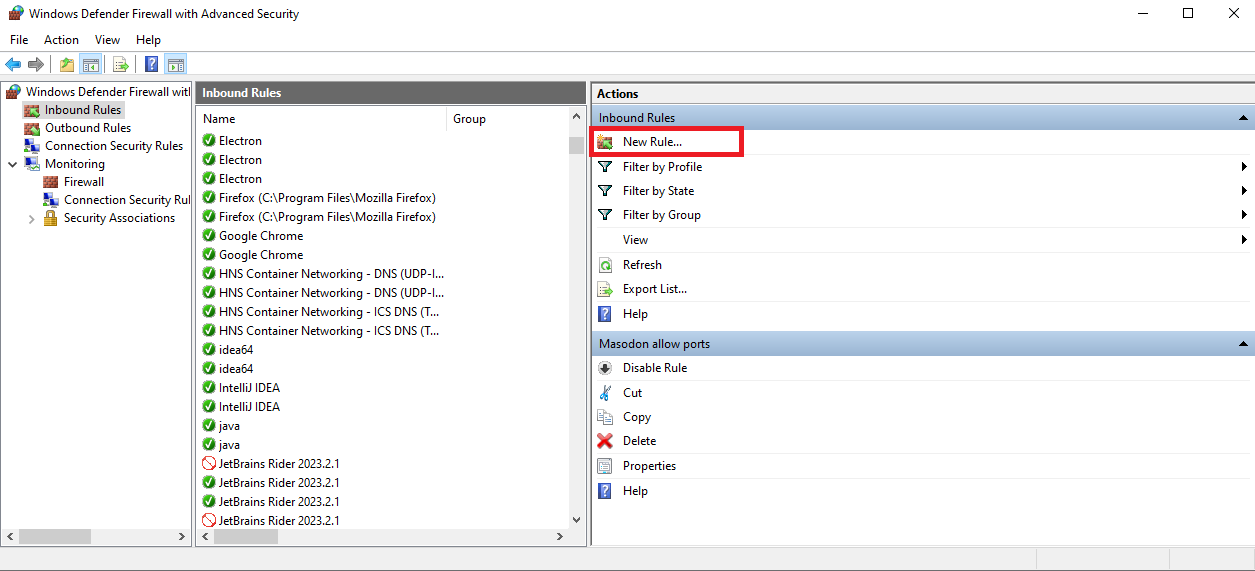 Windows Defender Firewall with Advanced Security
File Action View Help
Windows Defender Firewall with
Inbound Rules
Outbound Rules
Connection Security Rules
Monitoring
Firewall
Connection Security Rul
Security Associations
Inbound Rules
Name Group
Electron
Electron
Electron
Firefox (C:\Program Files\Mozilla Firefox)
Firefox (C:\Program Files\Mozilla Firefox)
Google Chrome
Google Chrome
HNS Container Networking - DNS (UDP-I...
HNS Container Networking - DNS (UDP-I...
HNS Container Networking - ICS DNS (T...
HNS Container Networking - ICS DNS (T...
idea64
idea64
IntelliJ IDEA
IntelliJ IDEA
java
java
JetBrains Rider 2023.2.1
JetBrains Rider 2023.2.1
JetBrains Rider 2023.2.1
JetBrains Rider 2023.2.1
Actions
Inbound Rules
New Rule...
Filter by Profile
Filter by State
Filter by Group
View
Refresh
Export List...
Help
Masodon allow ports
Disable Rule
Cut
Copy
Delete
Properties
Help